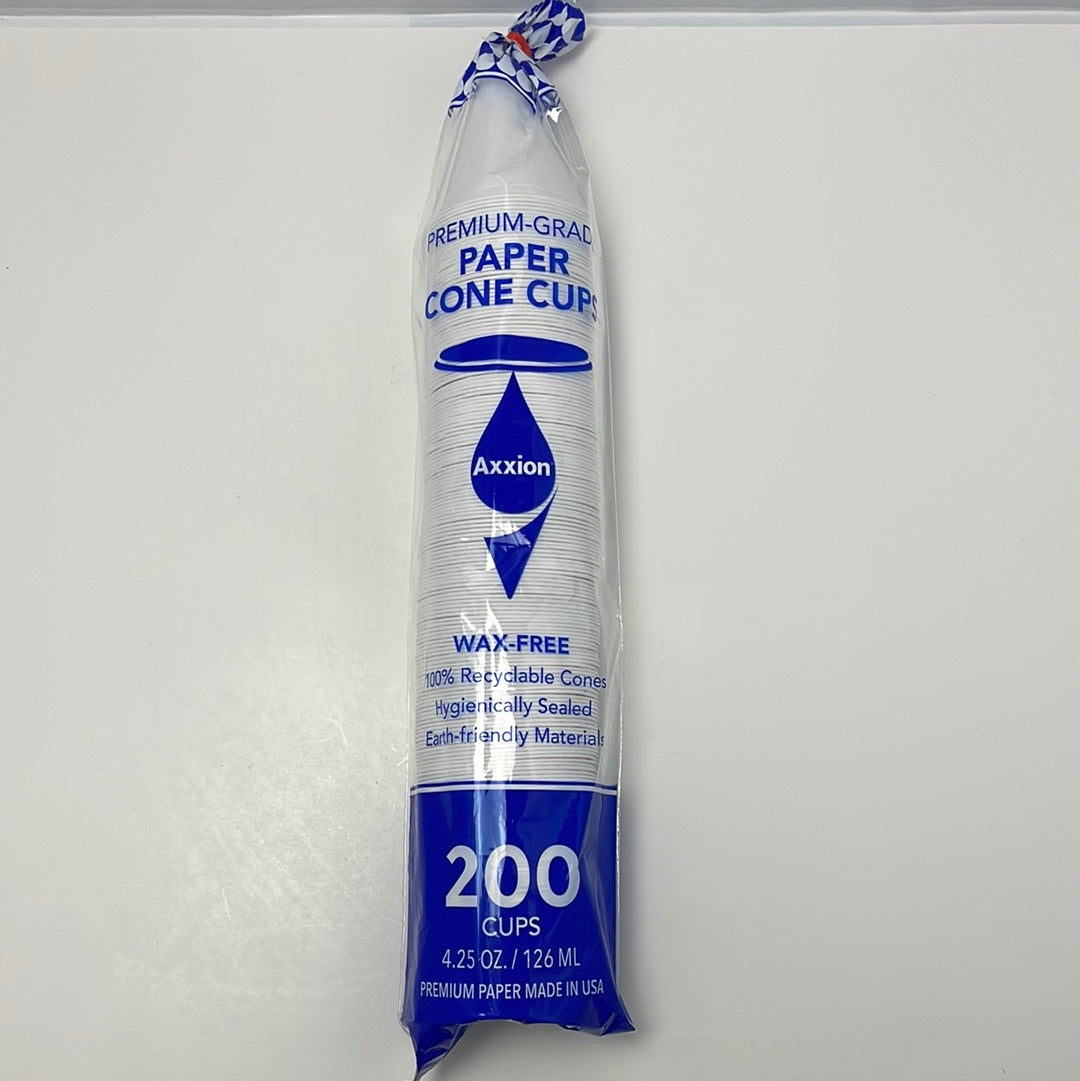 PREMIUM-GRAD
PAPER
CONE CUPS
Axxion
WAX-FREE
100% Recyclable Cones
Hygienically Sealed
Earth-friendly Materials
200
CUPS
4.25 OZ. / 126 ML
PREMIUM PAPER MADE IN USA